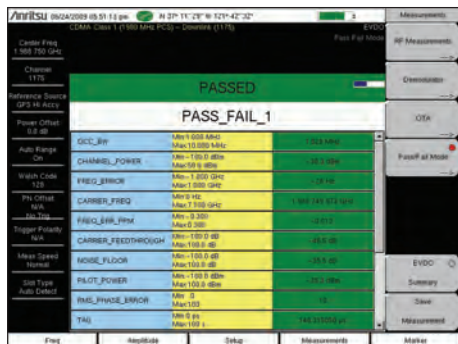 Anritsu 06/24/2009 05:51:13 pm N 37° 11' 29" W 121° 42' 32"
CDMA Class 1 (1900 MHz PCS) - Downlink (1175) EVDO
Pass Fail Mode
Measurements
Center Freq
1 988.750 GHz
Channel
1175
Reference Source
GPS Hi Accy
Power Offset
0.0 dB
Auto Range
On
Walsh Code
128
PN Offset
N/A
No Trig
Trigger Polarity
N/A
Meas Speed
Normal
Slot Type
Auto Detect
PASSED
PASS_FAIL_1
OCC_BW Min 1.000 MHz
Max 10.000 MHz
CHANNEL_POWER Min -100.0 dBm
Max 50.0 dBm
FREQ_ERROR Min -1.000 GHz
Max 1.000 GHz
CARRIER_FREQ Min 0 Hz
Max 7.100 GHz
FREQ_ERR_PPM Min -0.300
Max 0.300
CARRIER_FEEDTHROUGH Min -100.0 dB
Max 100.0 dB
NOISE_FLOOR Min -100.0 dB
Max 100.0 dB
PILOT_POWER Min -100.0 dBm
Max 100.0 dBm
RMS_PHASE_ERROR Min 0
Max 100
TAG Min 0 µs
Max 100 s
RF Measurements
Demodulator
OTA
Pass/Fail Mode
EVDO
Summary
Save
Measurement
Freq Amplitude Setup Measurements Marker